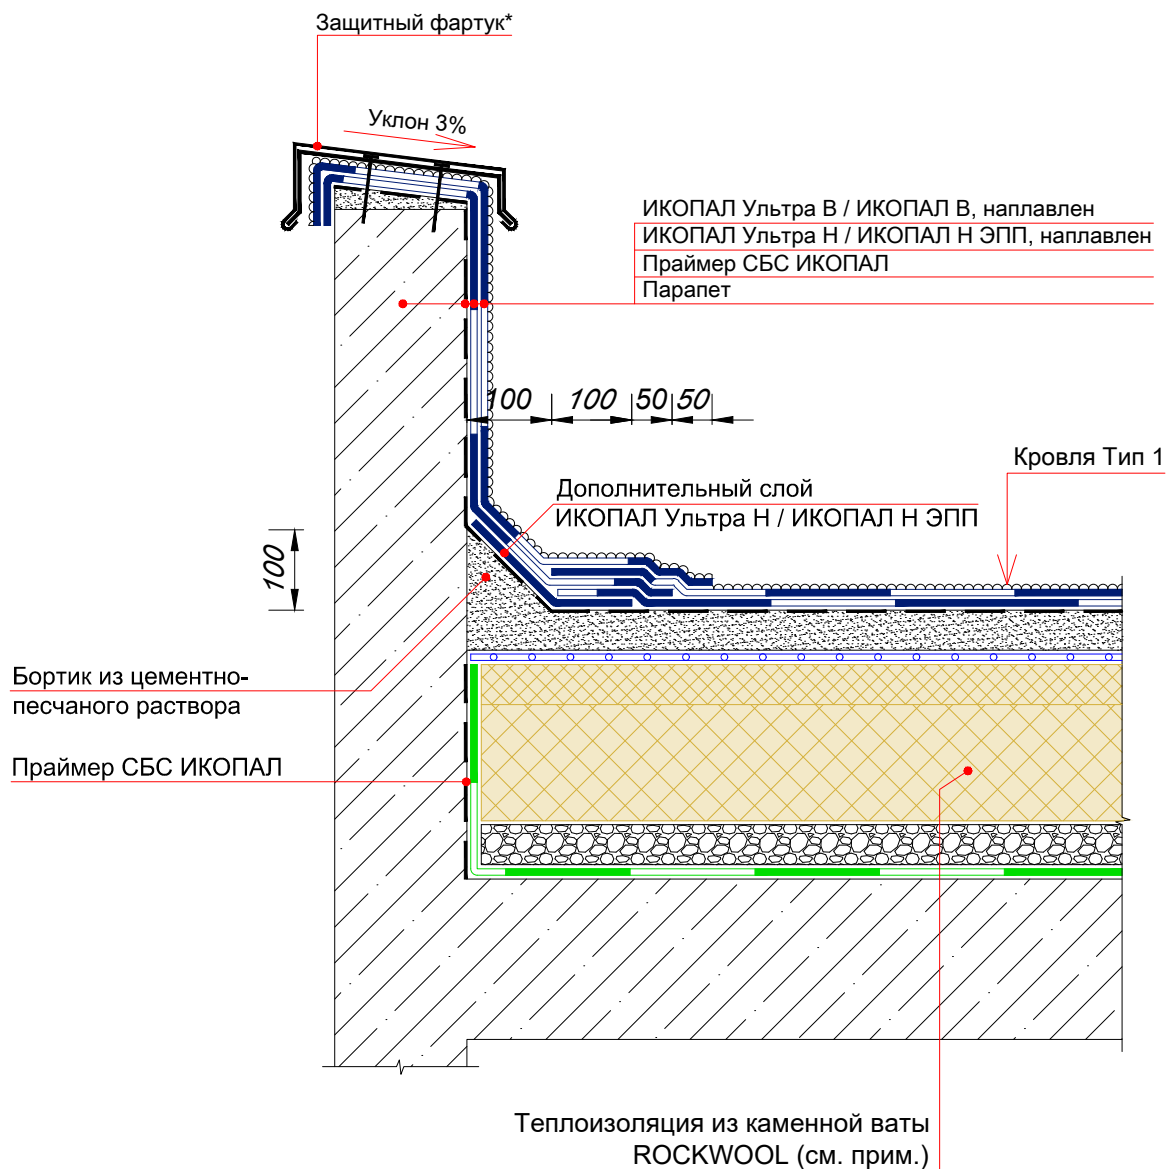 Защитный фартук*
Уклон 3%
ИКОПАЛ Ультра В / ИКОПАЛ В, наплавлен
ИКОПАЛ Ультра Н / ИКОПАЛ Н ЭПП, наплавлен
Праймер СБС ИКОПАЛ
Парапет
100 100 50 50
Кровля Тип 1
Дополнительный слой
ИКОПАЛ Ультра Н / ИКОПАЛ Н ЭПП
100
Бортик из цементно-
песчаного раствора
Праймер СБС ИКОПАЛ
Теплоизоляция из каменной ваты
ROCKWOOL (см. прим.)